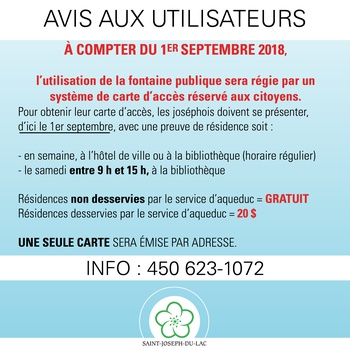 AVIS AUX UTILISATEURS
À COMPTER DU 1ER SEPTEMBRE 2018,
l'utilisation de la fontaine publique sera régie par un
système de carte d'accès réservé aux citoyens.
Pour obtenir leur carte d'accès, les joséphois doivent se présenter,
d'ici le 1er septembre, avec une preuve de résidence soit :
- en semaine, à l'hôtel de ville ou à la bibliothèque (horaire régulier)
- le samedi entre 9 h et 15 h, à la bibliothèque
Résidences non desservies par le service d'aqueduc = GRATUIT
Résidences desservies par le service d'aqueduc = 20 $
UNE SEULE CARTE SERA ÉMISE PAR ADRESSE.
INFO : 450 623-1072
SAINT-JOSEPH-DU-LAC